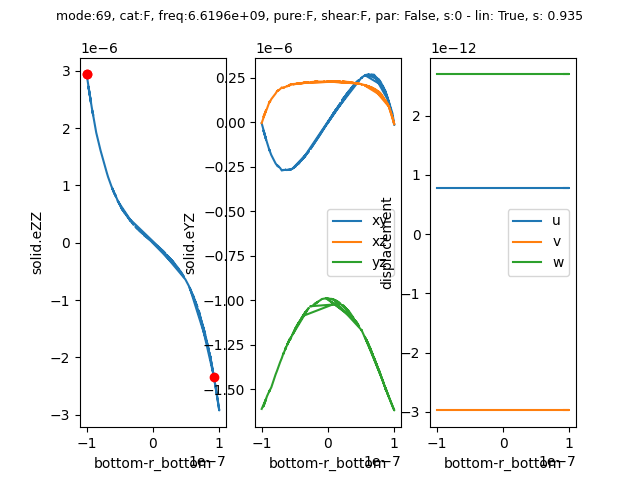 mode:69, cat:F, freq:6.6196e+09, pure:F, shear:F, par: False, s:0 - lin: True, s: 0.935
1e−6
3
2
1
0
−1
−2
−3
solid.eZZ
−1
0
1
1e−7
bottom-r_bottom
1e−6
0.25
0.00
−0.25
−0.50
−0.75
−1.00
−1.25
−1.50
solid.eYZ
xy
xz
yz
−1
0
1
1e−7
bottom-r_bottom
1e−12
2
1
0
−1
−2
−3
displacement
u
v
w
−1
0
1
1e−7
bottom-r_bottom